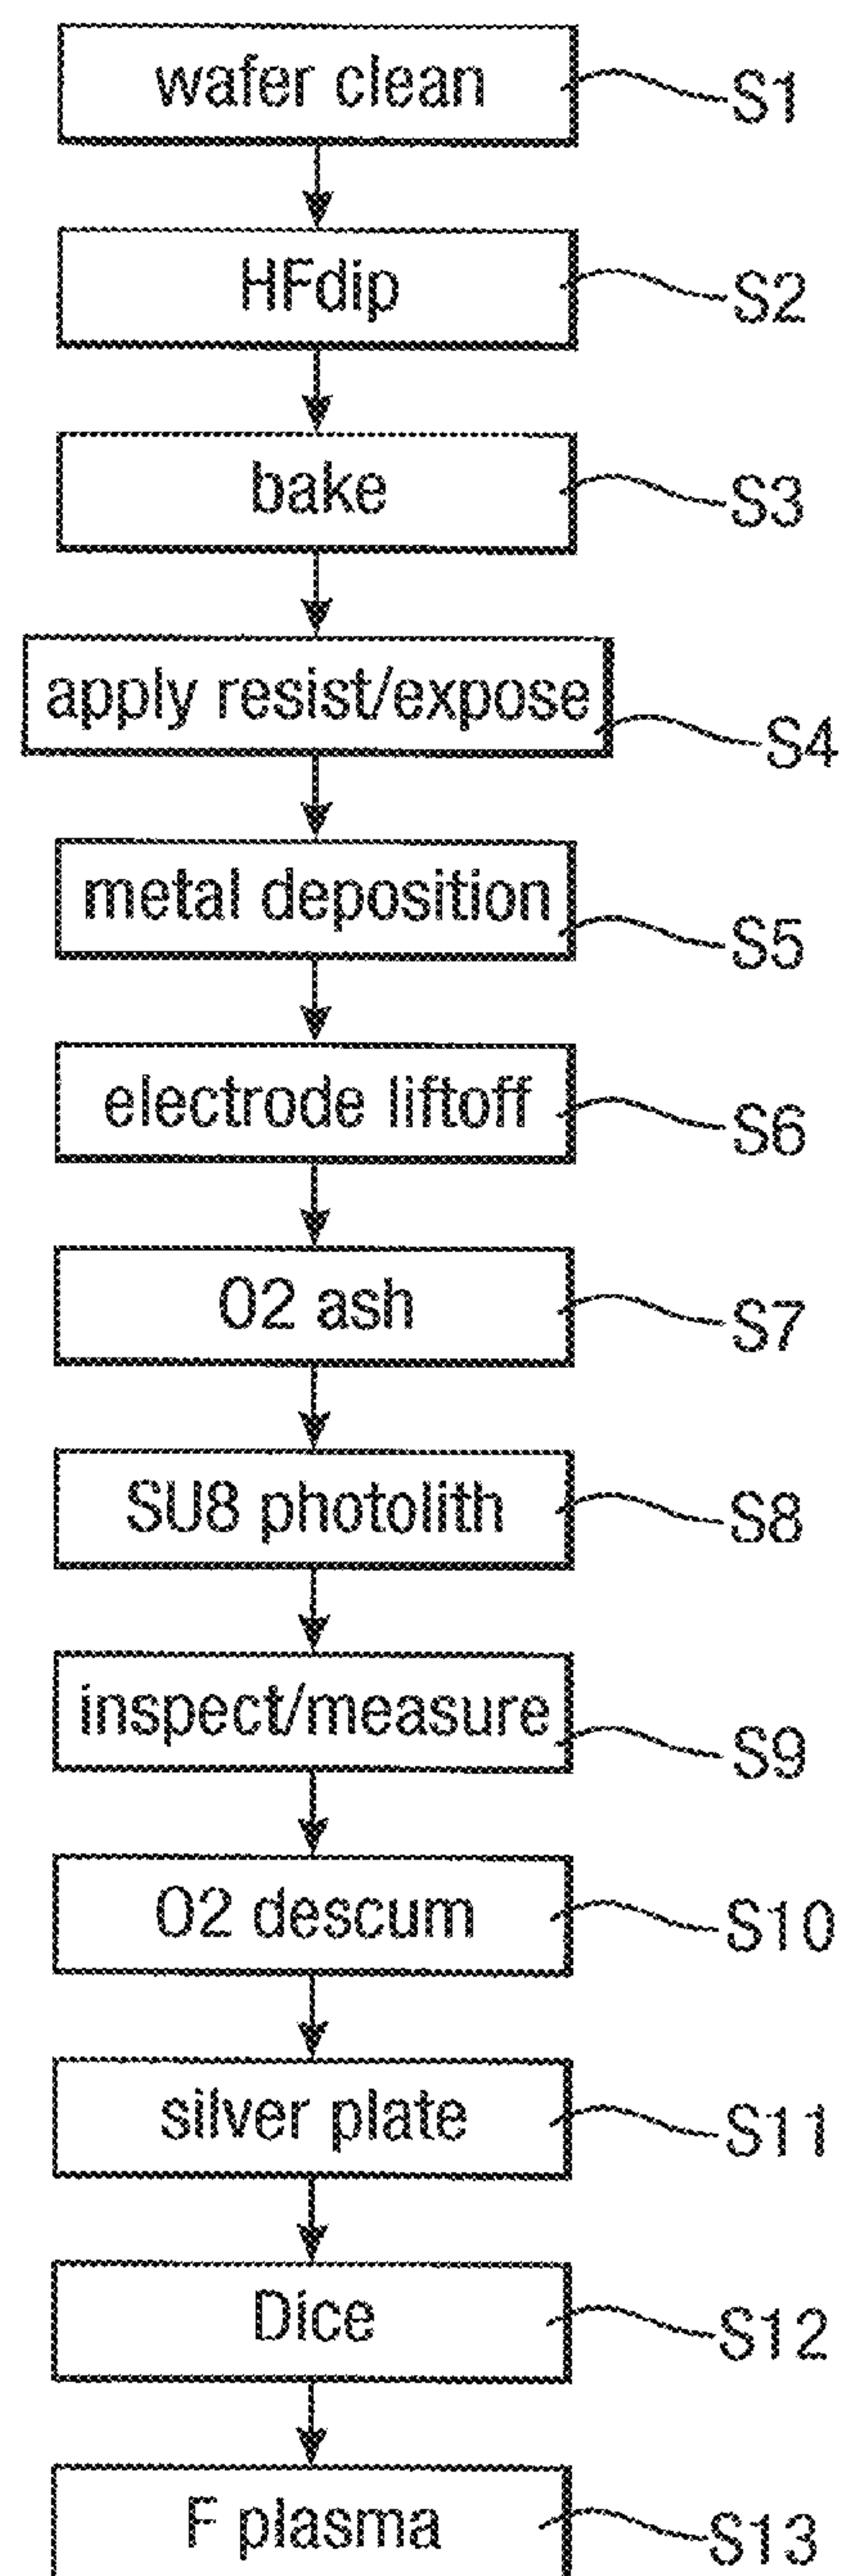 wafer clean S1
HFdip S2
bake S3
apply resist/expose S4
metal deposition S5
electrode liftoff S6
O2 ash S7
SU8 photolith S8
inspect/measure S9
O2 descum S10
silver plate S11
Dice S12
F plasma S13